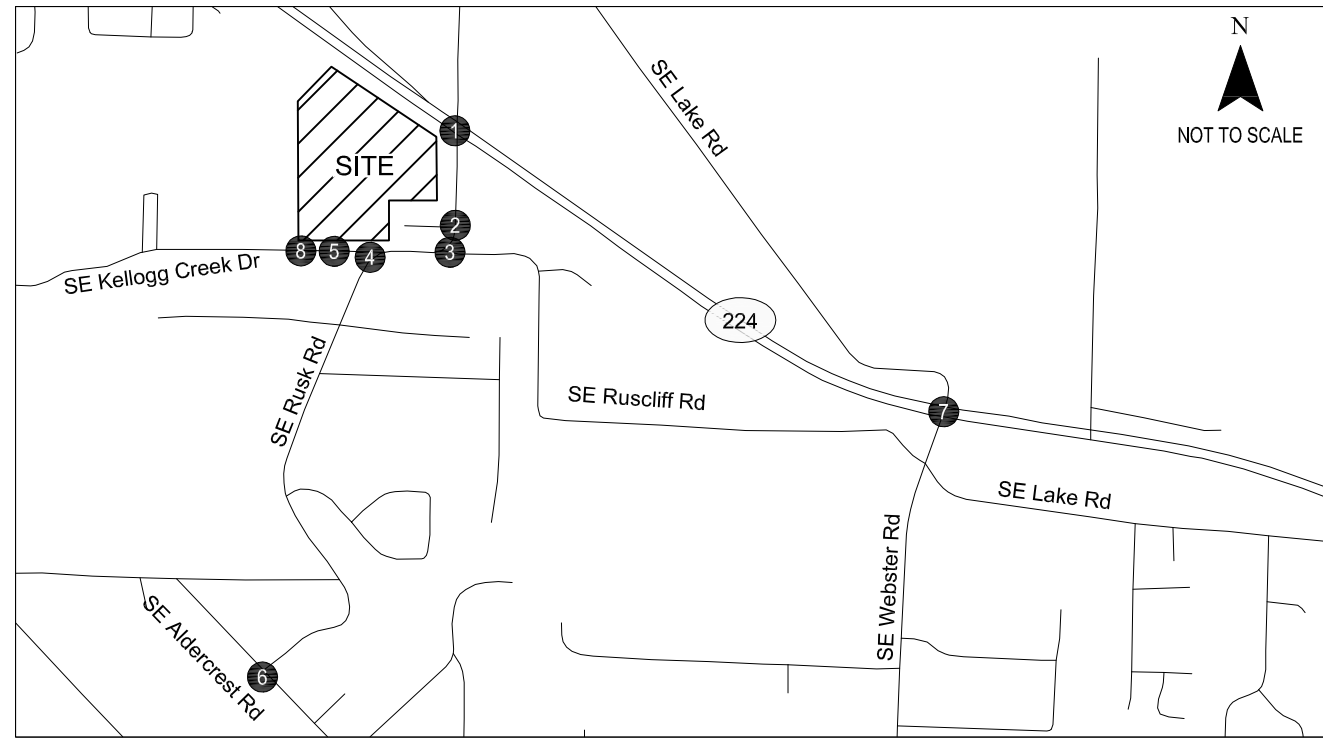 N
NOT TO SCALE
SE Lake Rd
1
SITE
2
8
5
4
3
SE Kellogg Creek Dr
224
SE Rusk Rd
SE Ruscliff Rd
7
SE Lake Rd
SE Webster Rd
SE Aldercrest Rd
6